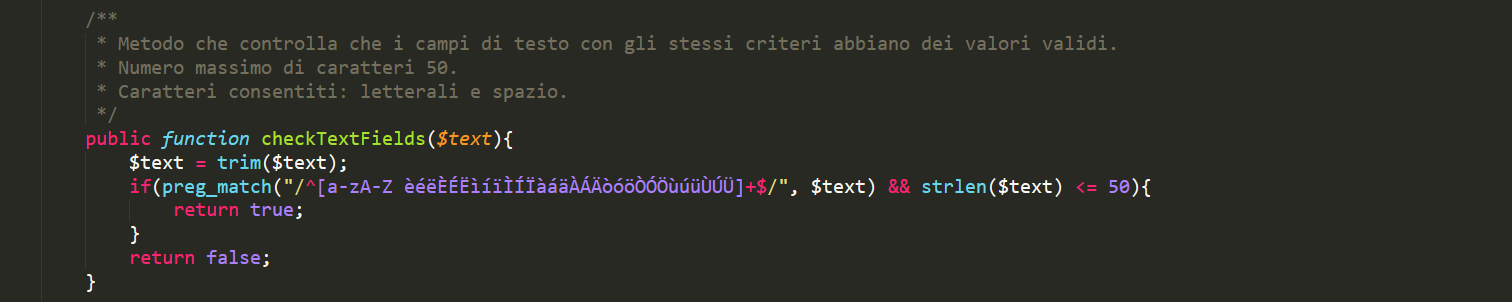 /**
 * Metodo che controlla che i campi di testo con gli stessi criteri abbiano dei valori validi.
 * Numero massimo di caratteri 50.
 * Caratteri consentiti: letterali e spazio.
 */
public function checkTextFields($text){
    $text = trim($text);
    if(preg_match("/^[a-zA-Z èéëÈÉËìíïÌÍÏàáäÀÁÄòóöÒÓÖùúüÙÚÜ]+$/", $text) && strlen($text) <= 50){
        return true;
    }
    return false;
}